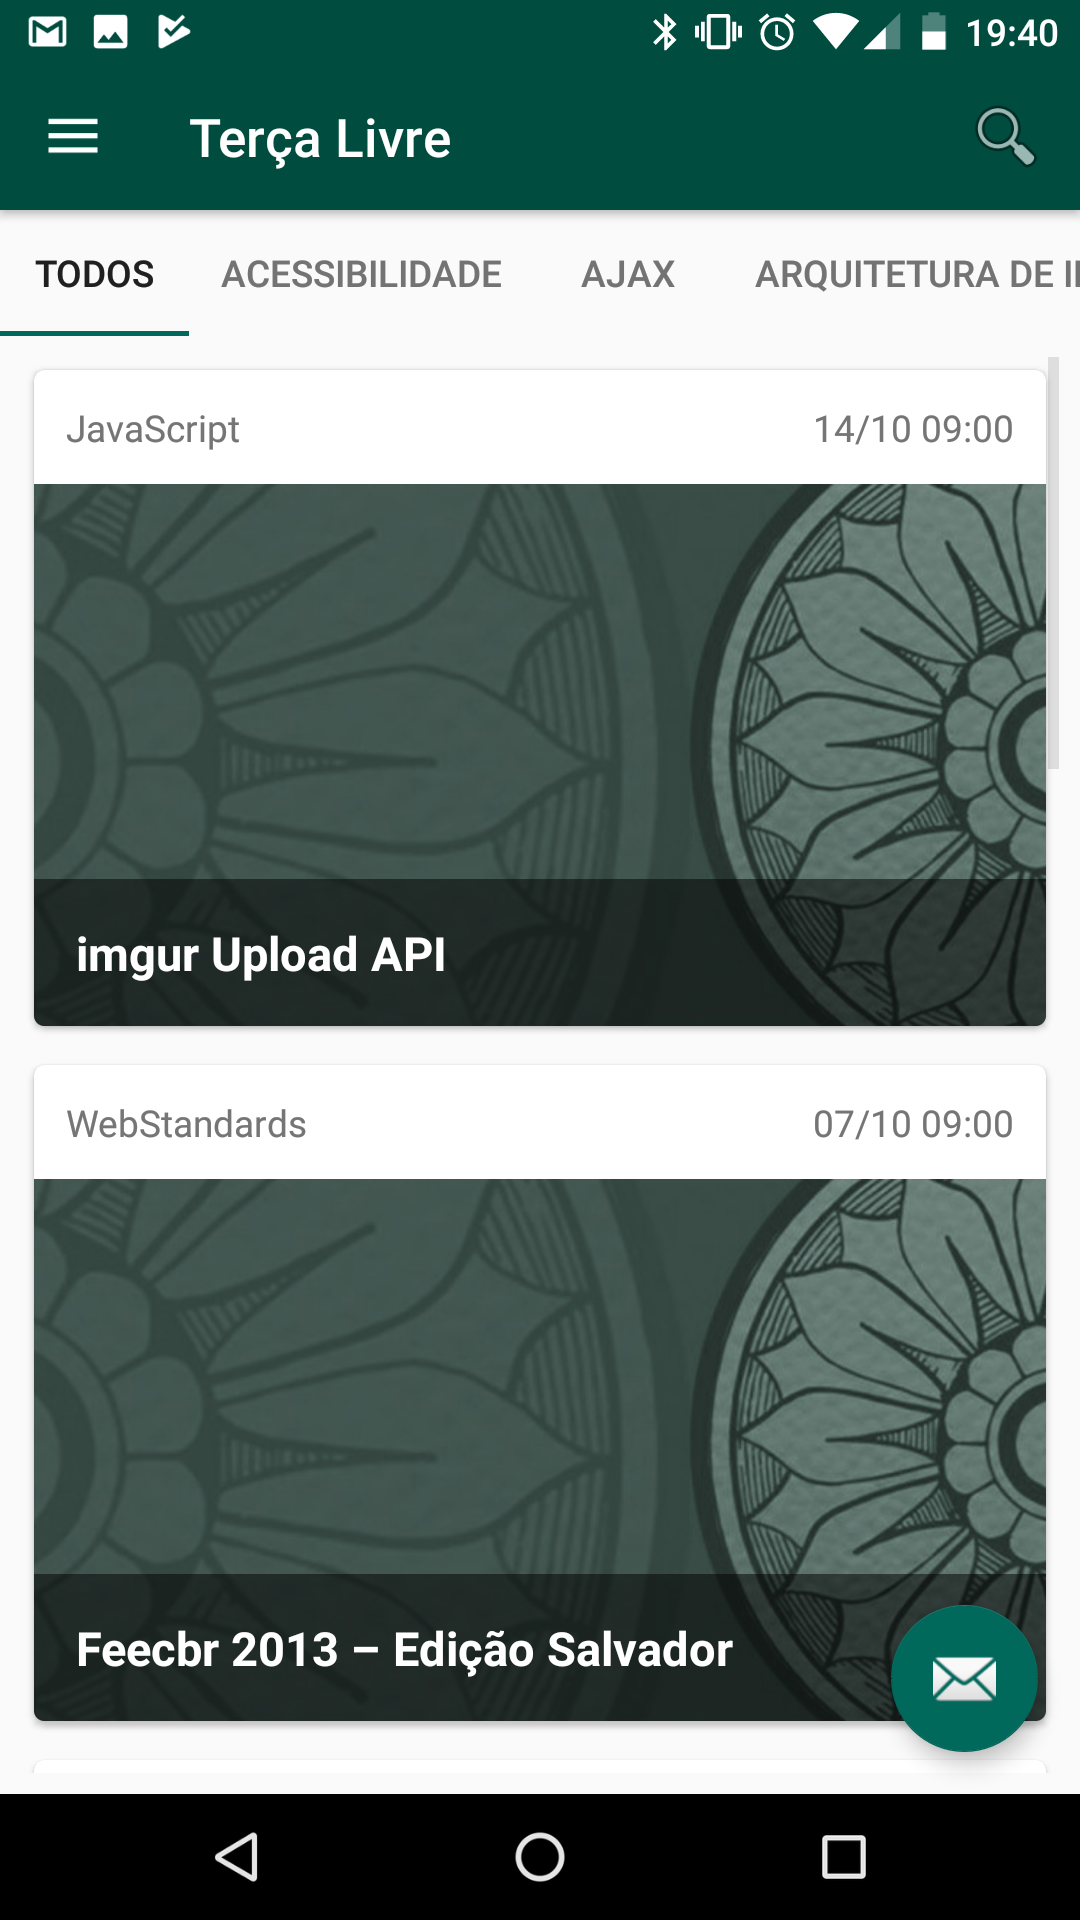 19:40
Terça Livre
TODOS ACESSIBILIDADE AJAX ARQUITETURA DE
JavaScript 14/10 09:00
imgur Upload API
WebStandards 07/10 09:00
Feecbr 2013 – Edição Salvador